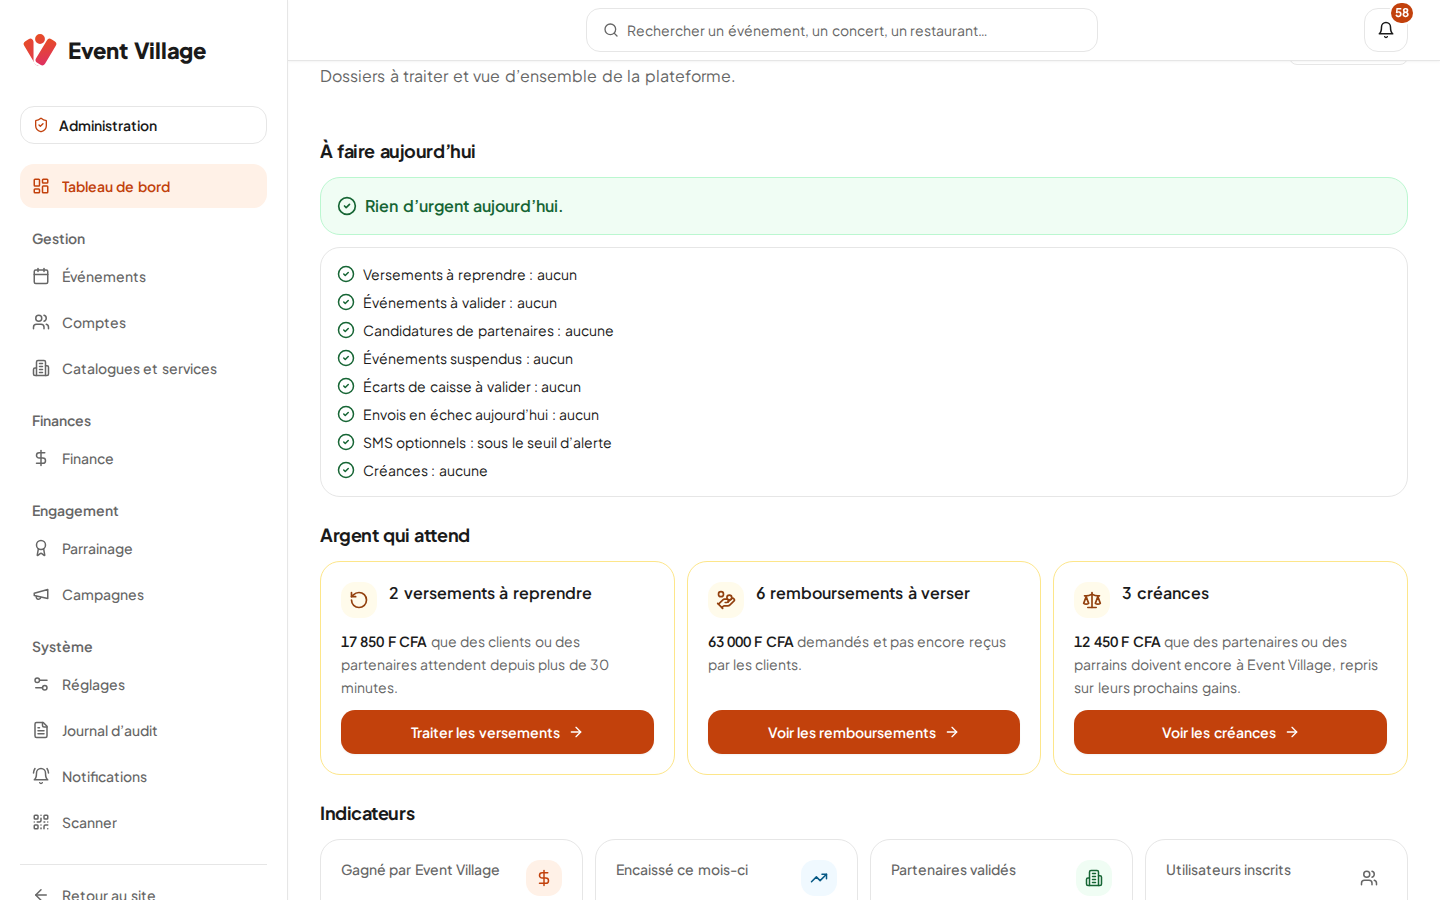 Event Village
Rechercher un événement, un concert, un restaurant…
58
Administration
Tableau de bord
Gestion
Événements
Comptes
Catalogues et services
Finances
Finance
Engagement
Parrainage
Campagnes
Système
Réglages
Journal d’audit
Notifications
Scanner
Retour au site
Dossiers à traiter et vue d’ensemble de la plateforme.
À faire aujourd’hui
Rien d’urgent aujourd’hui.
Versements à reprendre : aucun
Événements à valider : aucun
Candidatures de partenaires : aucune
Événements suspendus : aucun
Écarts de caisse à valider : aucun
Envois en échec aujourd’hui : aucun
SMS optionnels : sous le seuil d’alerte
Créances : aucune
Argent qui attend
2 versements à reprendre
17 850 F CFA que des clients ou des
partenaires attendent depuis plus de 30
minutes.
Traiter les versements
6 remboursements à verser
63 000 F CFA demandés et pas encore reçus
par les clients.
Voir les remboursements
3 créances
12 450 F CFA que des partenaires ou des
parrains doivent encore à Event Village, repris
sur leurs prochains gains.
Voir les créances
Indicateurs
Gagné par Event Village
Encaissé ce mois-ci
Partenaires validés
Utilisateurs inscrits